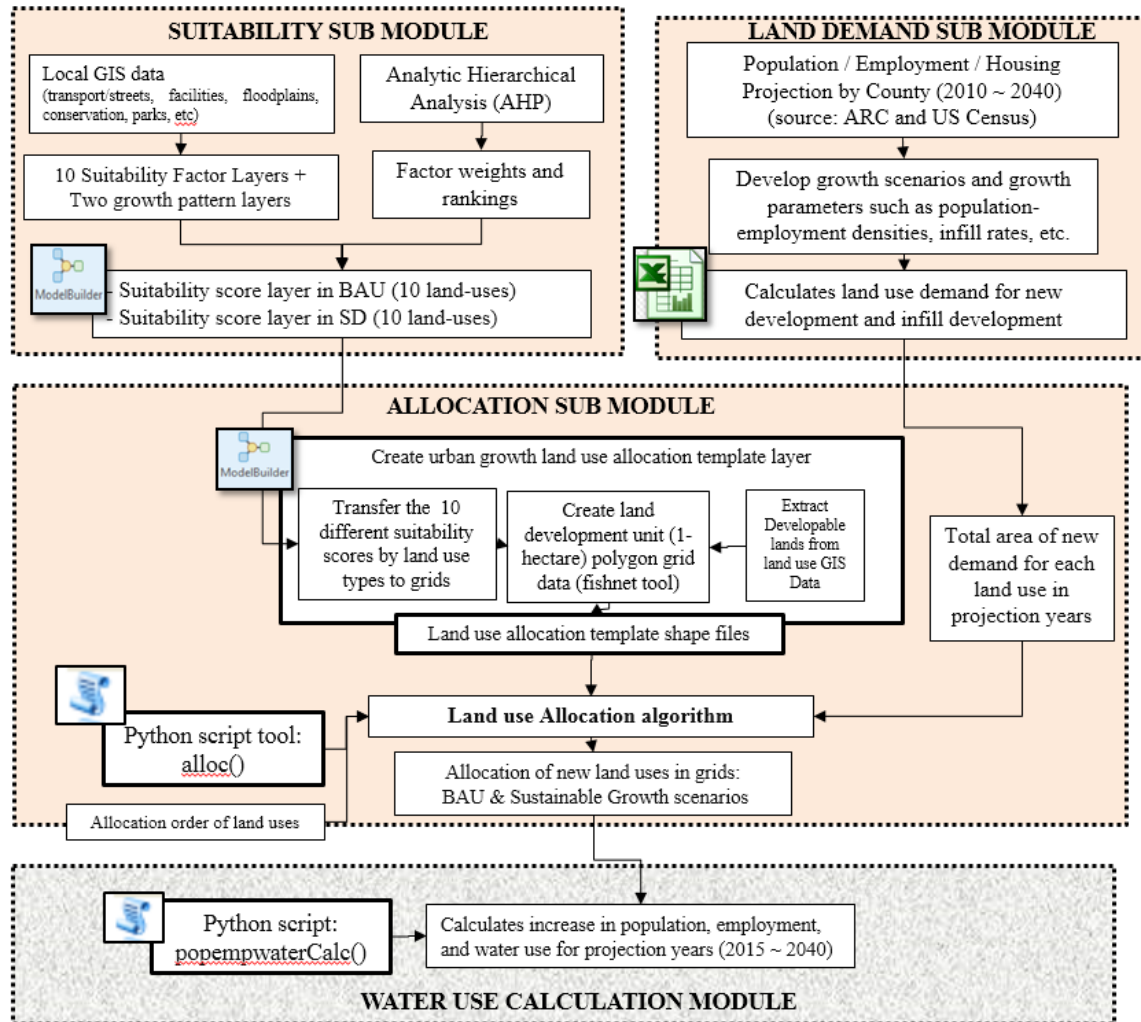 SUITABILITY SUB MODULE
Local GIS data
(transport/streets, facilities, floodplains,
conservation, parks, etc)
Analytic Hierarchical
Analysis (AHP)
10 Suitability Factor Layers +
Two growth pattern layers
Factor weights and
rankings
ModelBuilder
- Suitability score layer in BAU (10 land-uses)
- Suitability score layer in SD (10 land-uses)
LAND DEMAND SUB MODULE
Population / Employment / Housing
Projection by County (2010 ~ 2040)
(source: ARC and US Census)
Develop growth scenarios and growth
parameters such as population-
employment densities, infill rates, etc.
X
Calculates land use demand for new
development and infill development
ALLOCATION SUB MODULE
ModelBuilder
Create urban growth land use allocation template layer
Transfer the 10
different suitability
scores by land use
types to grids
Create land
development unit (1-
hectare) polygon grid
data (fishnet tool)
Extract
Developable
lands from
land use GIS
Data
Total area of new
demand for each
land use in
projection years
Land use allocation template shape files
Land use Allocation algorithm
Python script tool:
alloc()
Allocation of new land uses in grids:
BAU & Sustainable Growth scenarios
Allocation order of land uses
Python script:
popempwaterCalc()
Calculates increase in population, employment,
and water use for projection years (2015 ~ 2040)
WATER USE CALCULATION MODULE